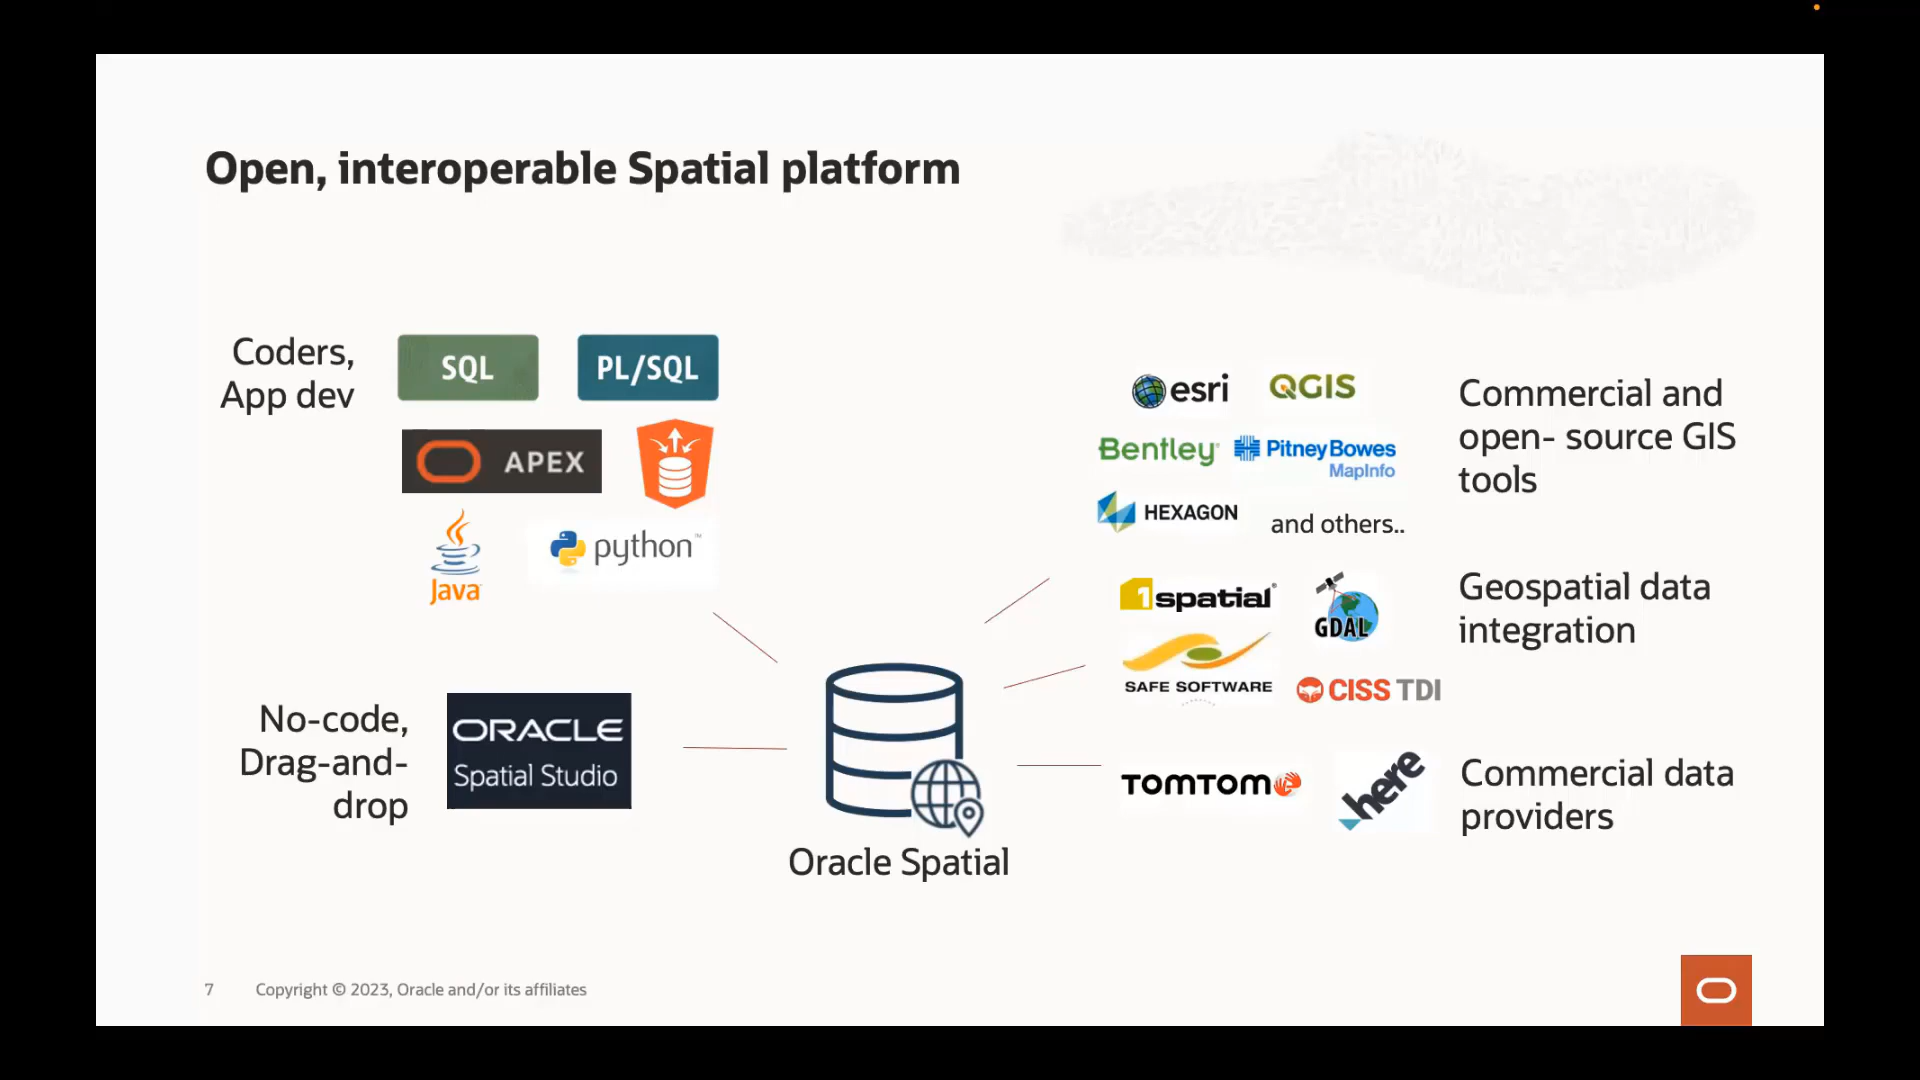 Open, interoperable Spatial platform
Coders,
App dev
SQL
PL/SQL
APEX
Java
python™
No-code,
Drag-and-
drop
ORACLE
Spatial Studio
Oracle Spatial
esri
QGIS
Bentley®
PitneyBowes
MapInfo
HEXAGON
and others..
Commercial and
open- source GIS
tools
1spatial®
GDAL
SAFE SOFTWARE
CISS TDI
Geospatial data
integration
TOMTOM
here
Commercial data
providers
7
Copyright © 2023, Oracle and/or its affiliates